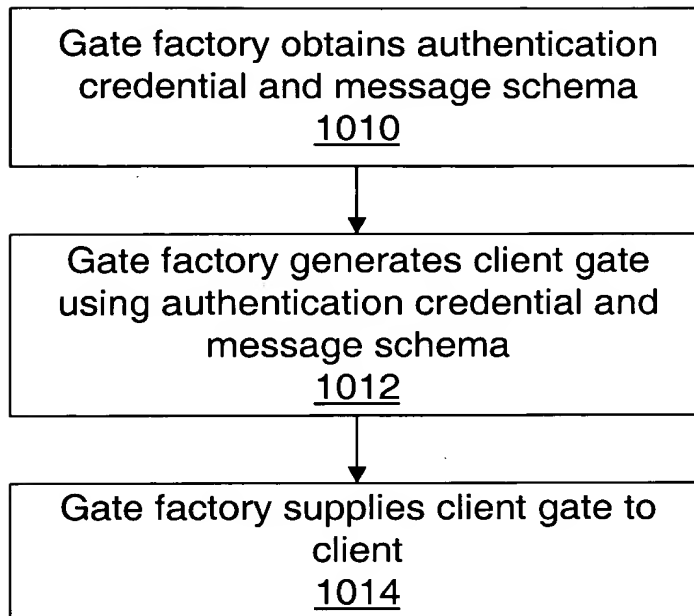 Gate factory obtains authentication
credential and message schema
1010
Gate factory generates client gate
using authentication credential and
message schema
1012
Gate factory supplies client gate to
client
1014